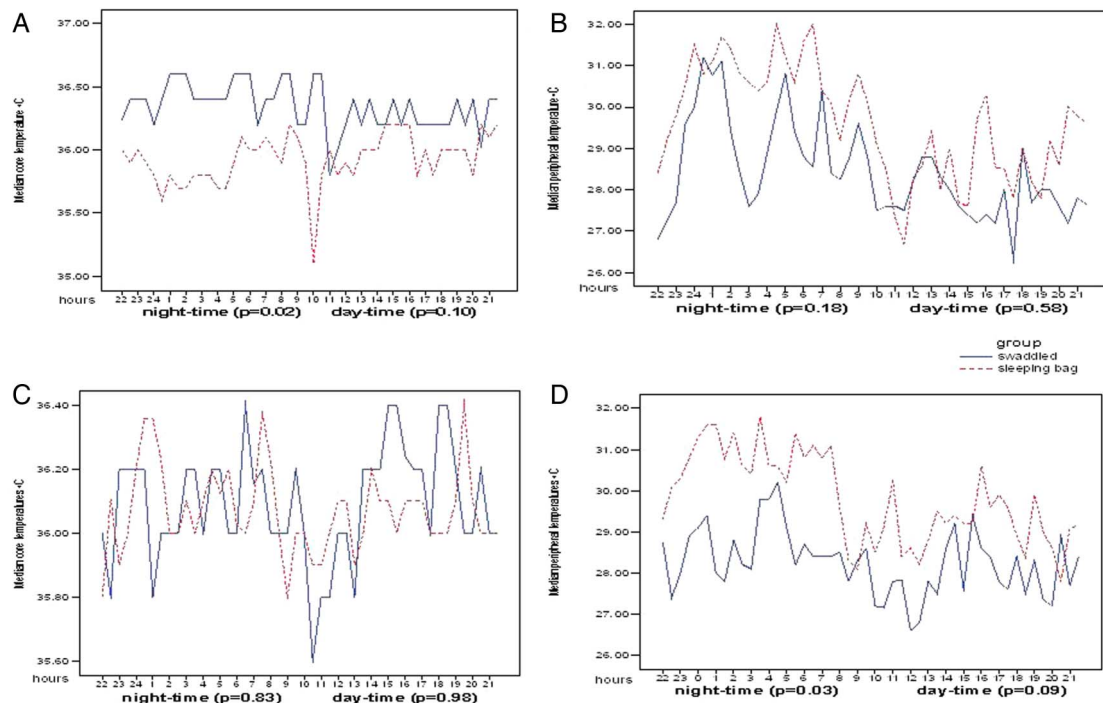 A
37.00
36.50
36.00
35.50
35.00
Median core temperature °C
hours
22 23 24 1 2 3 4 5 6 7 8 9 10 11 12 13 14 15 16 17 18 19 20 21
night-time (p=0.02) day-time (p=0.10)
B
32.00
31.00
30.00
29.00
28.00
27.00
26.00
Median peripheral temperature °C
22 23 24 1 2 3 4 5 6 7 8 9 10 11 12 13 14 15 16 17 18 19 20 21
night-time (p=0.18) day-time (p=0.58)
group
swaddled
sleeping bag
C
36.40
36.20
36.00
35.80
35.60
Median core temperatures °C
hours
22 23 24 1 2 3 4 5 6 7 8 9 10 11 12 13 14 15 16 17 18 19 20 21
night-time (p=0.83) day-time (p=0.98)
D
32.00
31.00
30.00
29.00
28.00
27.00
26.00
Median peripheral temperatures °C
hours
22 23 0 1 2 3 4 5 6 7 8 9 10 11 12 13 14 15 16 17 18 19 20 21
night-time (p=0.03) day-time (p=0.09)